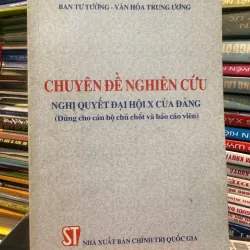 BAN TƯ TƯỞNG - VĂN HÓA TRUNG ƯƠNG
CHUYÊN ĐỀ NGHIÊN CỨU
NGHỊ QUYẾT ĐẠI HỘI X CỦA ĐẢNG
(Dùng cho cán bộ chủ chốt và báo cáo viên)
ST
NHÀ XUẤT BẢN CHÍNH TRỊ QUỐC GIA